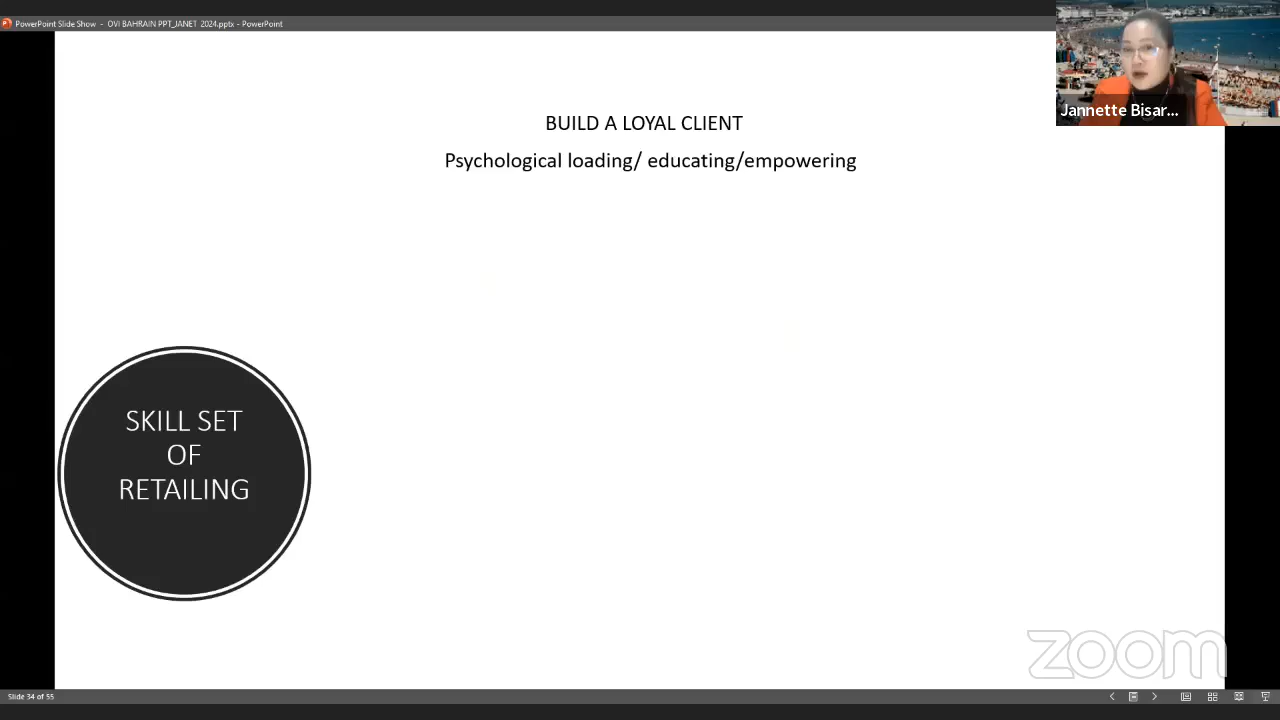 PowerPoint Slide Show - OVI BAHRAIN PPT_JANET 2024.pptx - PowerPoint
Jannette Bisar...
BUILD A LOYAL CLIENT
Psychological loading/ educating/empowering
SKILL SET
OF
RETAILING
zoom
Slide 34 of 55